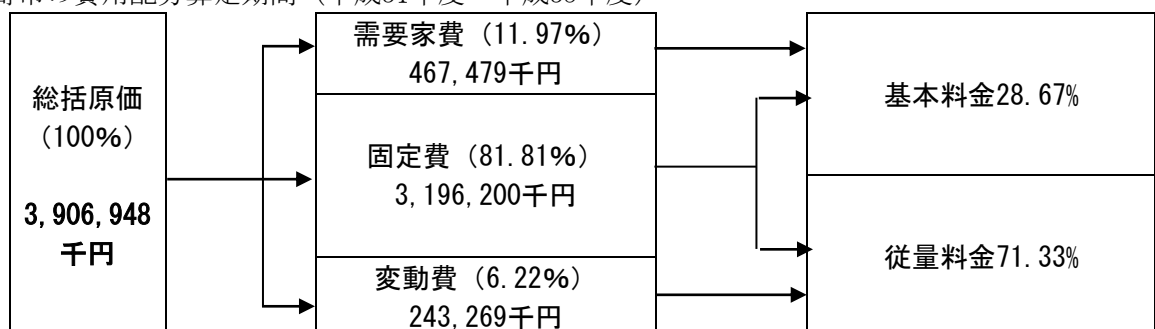 総括原価
(100%)
3,906,948
千円
需要家費 (11.97%)
467,479千円
固定費 (81.81%)
3,196,200千円
変動費 (6.22%)
243,269千円
基本料金28.67%
従量料金71.33%